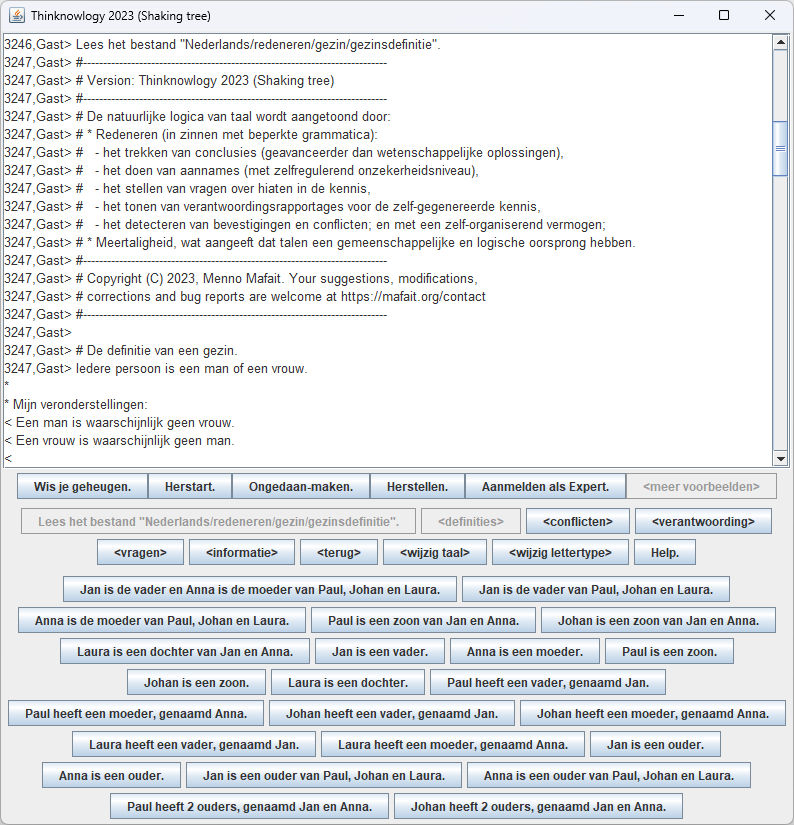 Thinknowlogy 2023 (Shaking tree)
3246,Gast> Lees het bestand "Nederlands/redeneren/gezin/gezinsdefinitie".
3247,Gast> #-----------------------------------------------------------------------------
3247,Gast> # Version: Thinknowlogy 2023 (Shaking tree)
3247,Gast> #-----------------------------------------------------------------------------
3247,Gast> # De natuurlijke logica van taal wordt aangetoond door:
3247,Gast> # * Redeneren (in zinnen met beperkte grammatica):
3247,Gast> #   - het trekken van conclusies (geavanceerder dan wetenschappelijke oplossingen),
3247,Gast> #   - het doen van aannames (met zelfregulerend onzekerheidsniveau),
3247,Gast> #   - het stellen van vragen over hiaten in de kennis,
3247,Gast> #   - het tonen van verantwoordingsrapportages voor de zelf-gegenereerde kennis,
3247,Gast> #   - het detecteren van bevestigingen en conflicten; en met een zelf-organiserend vermogen;
3247,Gast> # * Meertaligheid, wat aangeeft dat talen een gemeenschappelijke en logische oorsprong hebben.
3247,Gast> #-----------------------------------------------------------------------------
3247,Gast> # Copyright (C) 2023, Menno Mafait. Your suggestions, modifications,
3247,Gast> # corrections and bug reports are welcome at https://mafait.org/contact
3247,Gast> #-----------------------------------------------------------------------------
3247,Gast>
3247,Gast> # De definitie van een gezin.
3247,Gast> Iedere persoon is een man of een vrouw.
*
* Mijn veronderstellingen:
< Een man is waarschijnlijk geen vrouw.
< Een vrouw is waarschijnlijk geen man.
<
Wis je geheugen. Herstart. Ongedaan-maken. Herstellen. Aanmelden als Expert. <meer voorbeelden>
Lees het bestand "Nederlands/redeneren/gezin/gezinsdefinitie". <definities> <conflicten> <verantwoording>
<vragen> <informatie> <terug> <wijzig taal> <wijzig lettertype> Help.
Jan is de vader en Anna is de moeder van Paul, Johan en Laura. Jan is de vader van Paul, Johan en Laura.
Anna is de moeder van Paul, Johan en Laura. Paul is een zoon van Jan en Anna. Johan is een zoon van Jan en Anna.
Laura is een dochter van Jan en Anna. Jan is een vader. Anna is een moeder. Paul is een zoon.
Johan is een zoon. Laura is een dochter. Paul heeft een vader, genaamd Jan.
Paul heeft een moeder, genaamd Anna. Johan heeft een vader, genaamd Jan. Johan heeft een moeder, genaamd Anna.
Laura heeft een vader, genaamd Jan. Laura heeft een moeder, genaamd Anna. Jan is een ouder.
Anna is een ouder. Jan is een ouder van Paul, Johan en Laura. Anna is een ouder van Paul, Johan en Laura.
Paul heeft 2 ouders, genaamd Jan en Anna. Johan heeft 2 ouders, genaamd Jan en Anna.